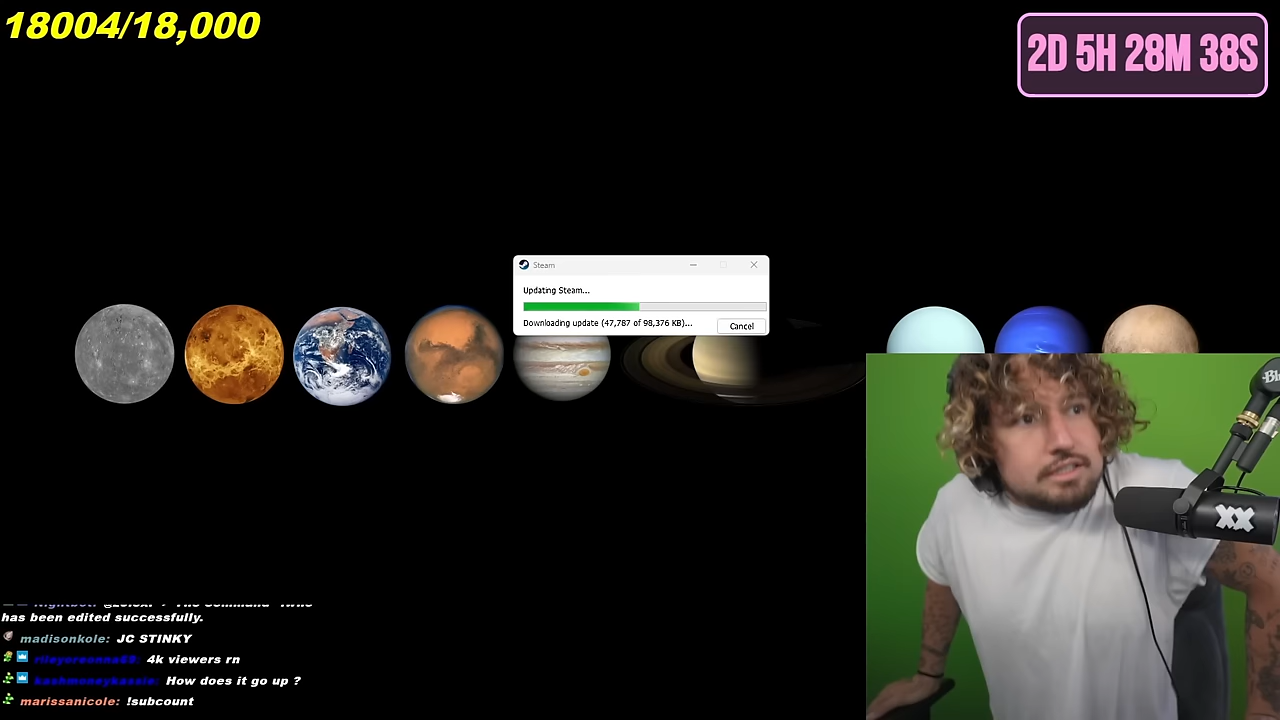 18004/18,000
2D 5H 28M 38S
Steam
Updating Steam...
Downloading update (47,787 of 98,376 KB)...
Cancel
has been edited successfully.
madisonkole: JC STINKY
4k viewers rn
How does it go up ?
marissanicole: !subcount
XX